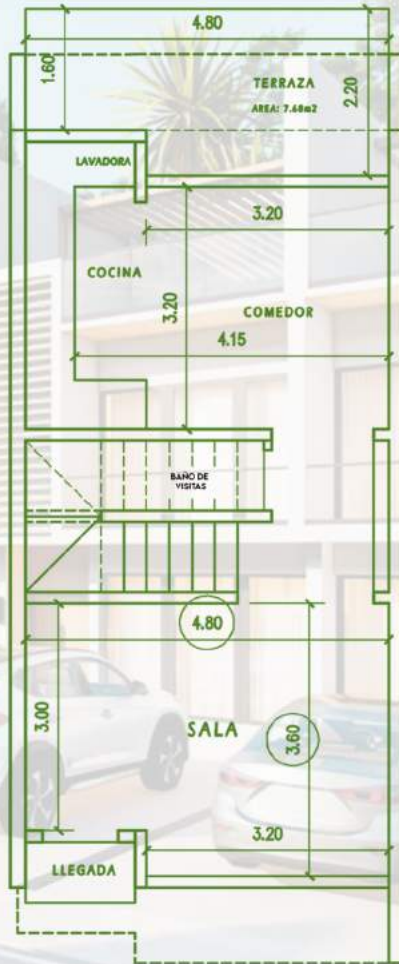 4.80
1.60
TERRAZA
AREA: 7.68m2
2.20
LAVADORA
3.20
COCINA
3.20
COMEDOR
4.15
BAÑO DE
VISITAS
4.80
3.00
SALA
3.60
3.20
LLEGADA